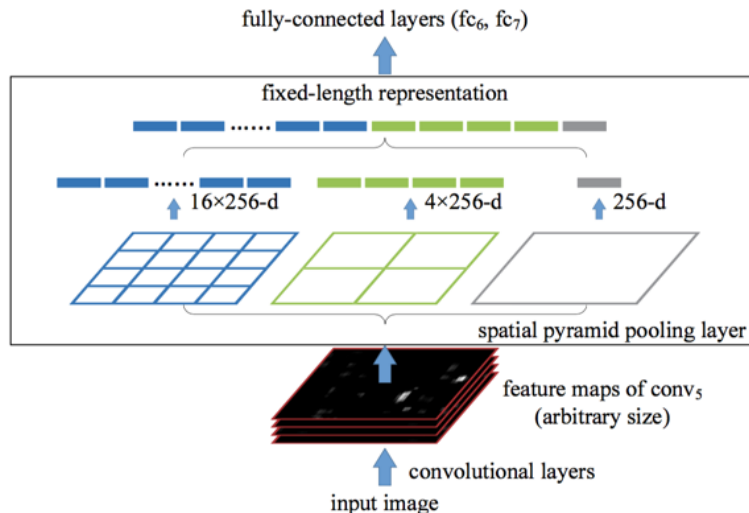 fully-connected layers (fc₆, fc₇)
fixed-length representation
......
......
16×256-d
4×256-d
256-d
spatial pyramid pooling layer
feature maps of conv₅
(arbitrary size)
convolutional layers
input image